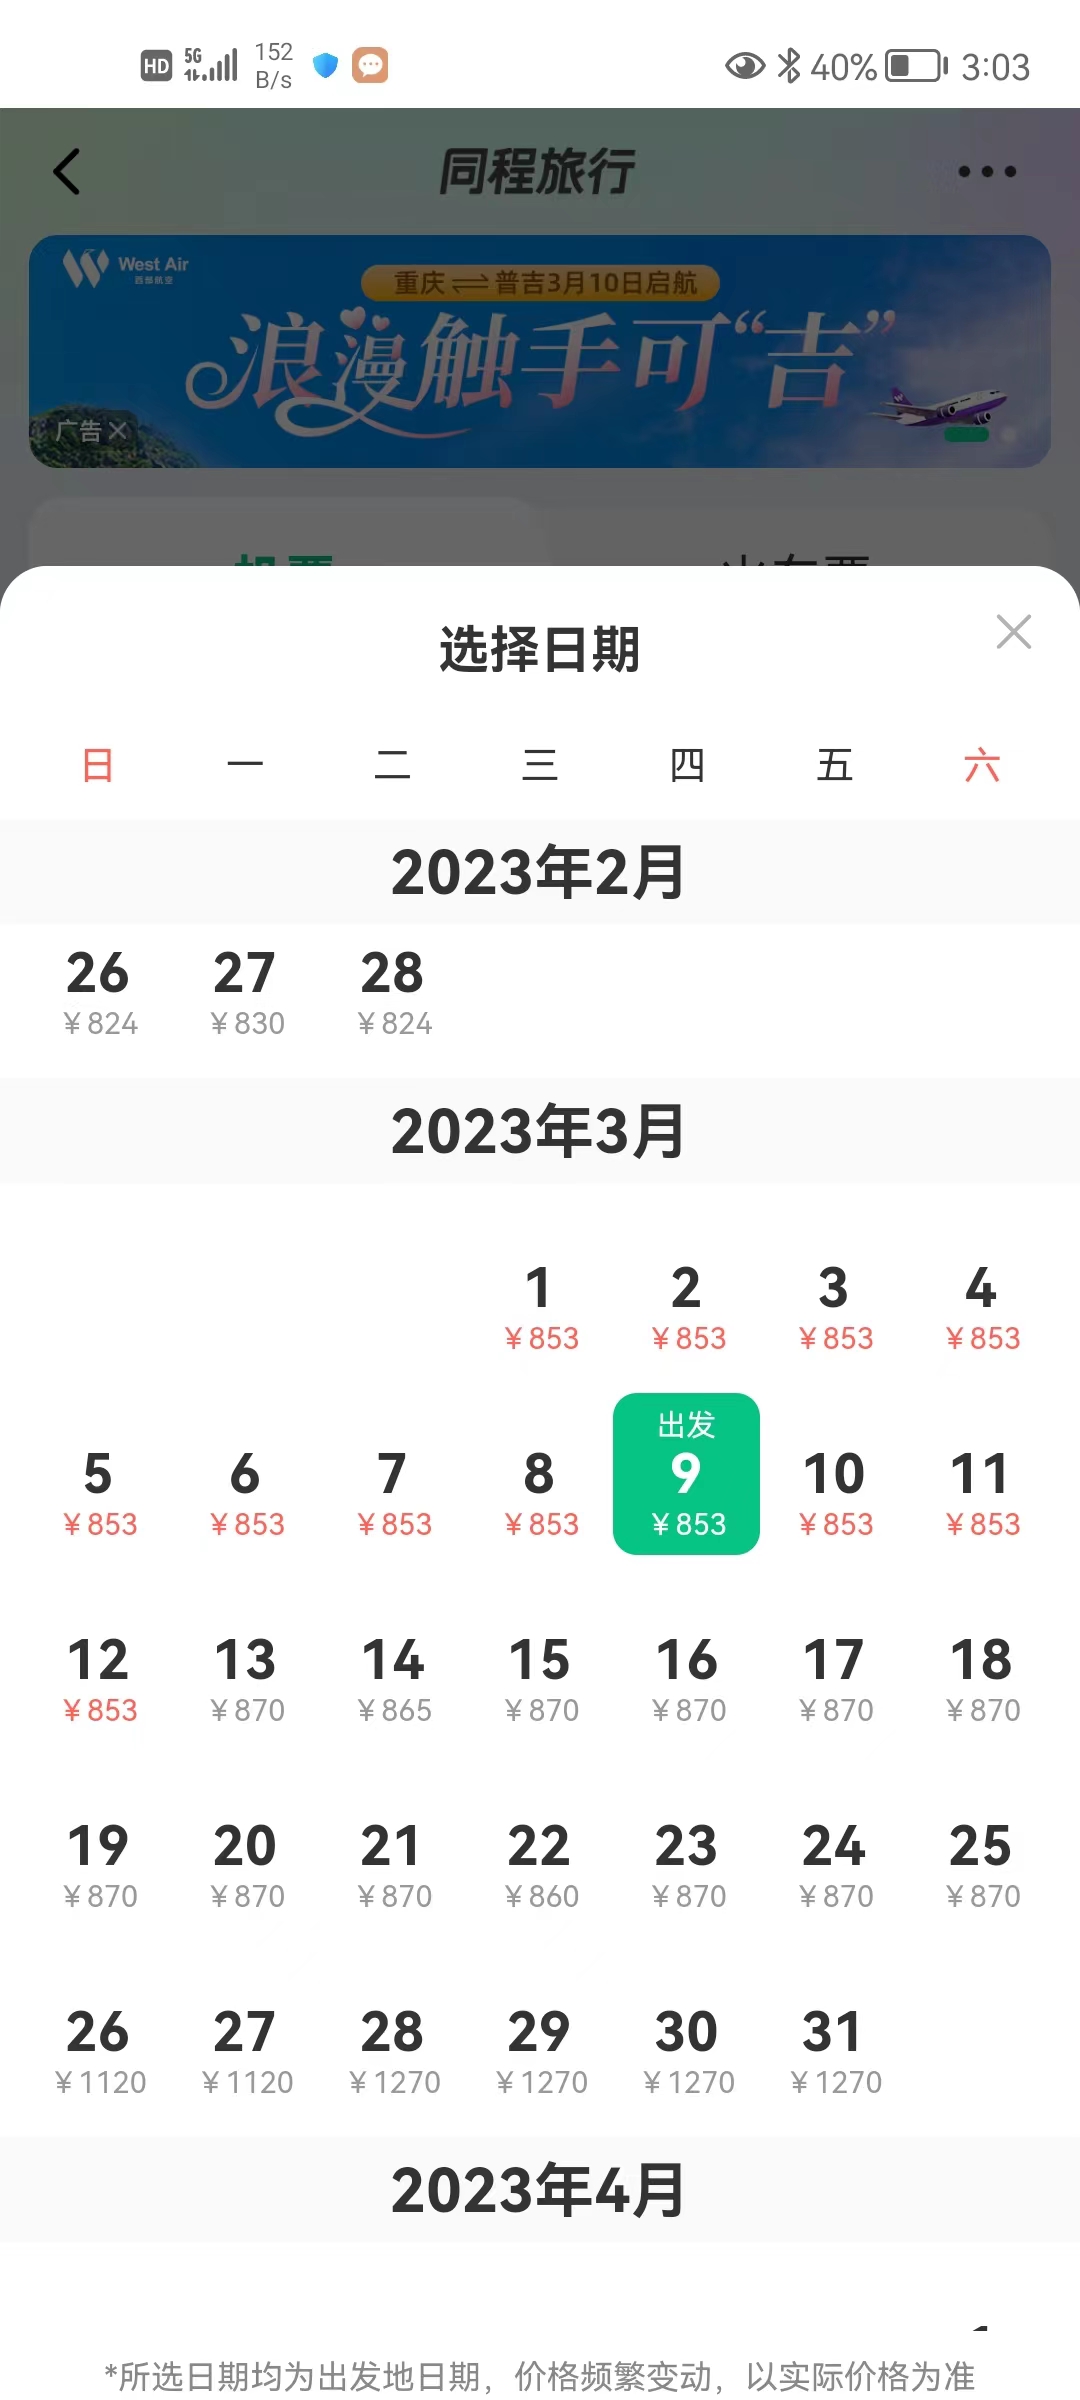 HD 5G 152 B/s 40% 3:03
同程旅行
West Air
西部航空
重庆⇌普吉3月10日启航
浪漫触手可“吉”
广告×
机票 火车票
选择日期
日 一 二 三 四 五 六
2023年2月
26 27 28
¥824 ¥830 ¥824
2023年3月
1 2 3 4
¥853 ¥853 ¥853 ¥853
出发
5 6 7 8 9 10 11
¥853 ¥853 ¥853 ¥853 ¥853 ¥853 ¥853
12 13 14 15 16 17 18
¥853 ¥870 ¥865 ¥870 ¥870 ¥870 ¥870
19 20 21 22 23 24 25
¥870 ¥870 ¥870 ¥860 ¥870 ¥870 ¥870
26 27 28 29 30 31
¥1120 ¥1120 ¥1270 ¥1270 ¥1270 ¥1270
2023年4月
*所选日期均为出发地日期，价格频繁变动，以实际价格为准